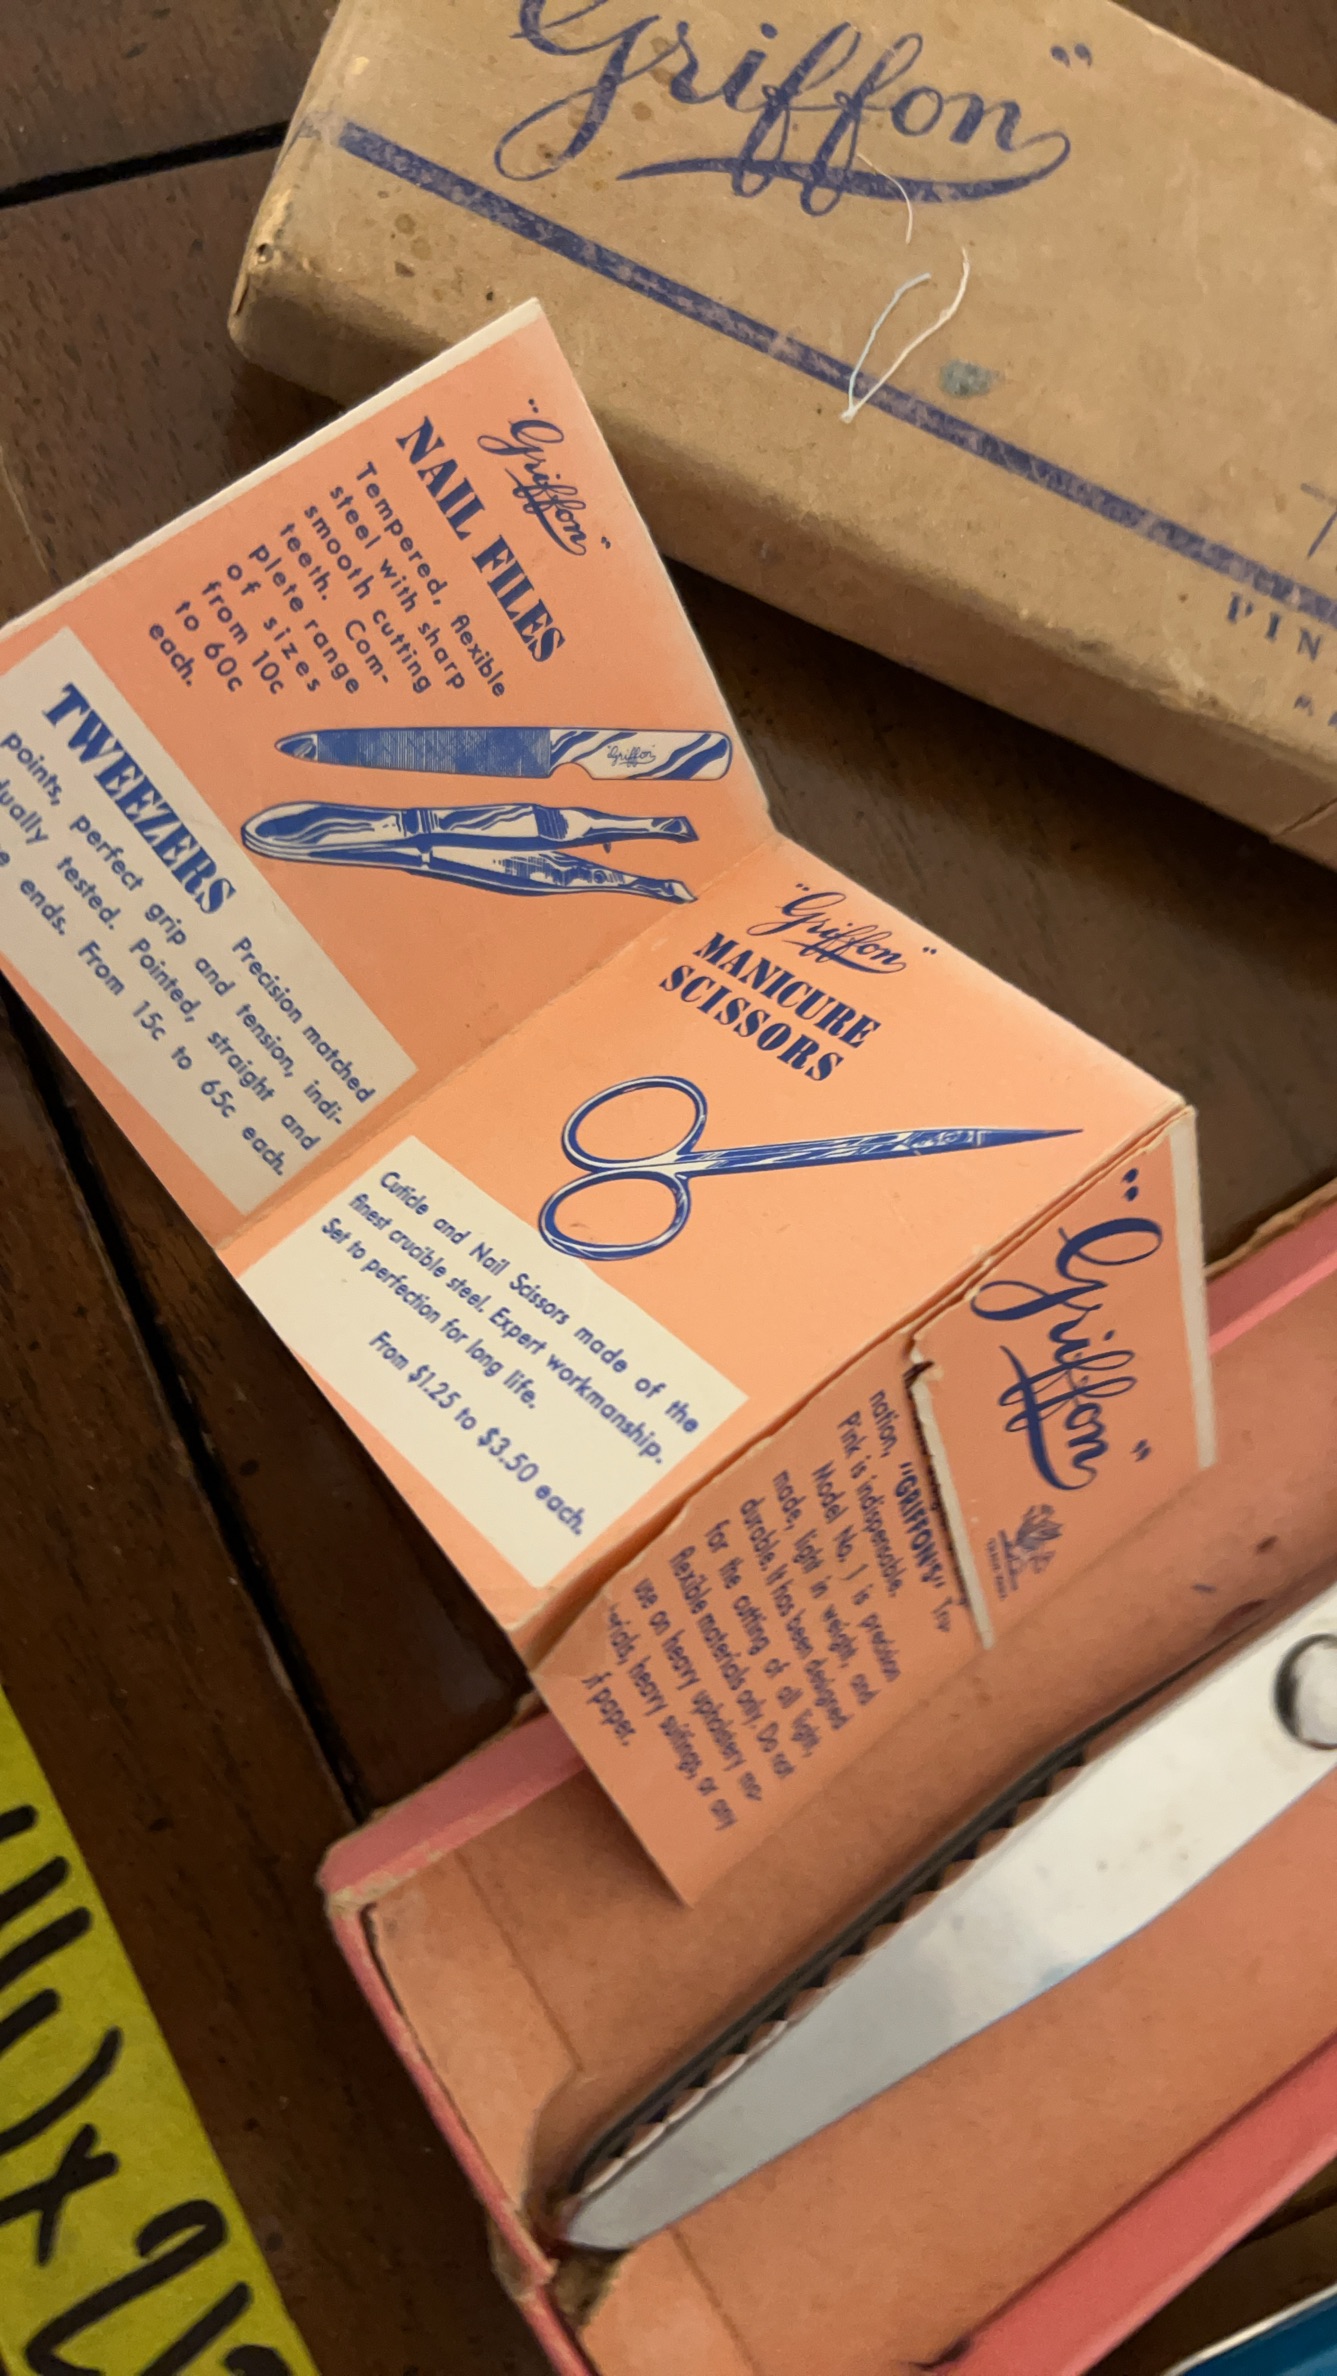 "Griffon"
PIN
"Griffon"
NAIL FILES
Tempered, flexible
steel with sharp
smooth cutting
teeth. Com-
plete range
of sizes
from 10c
to 60c
each.
"Griffon"
TWEEZERS Precision matched
points, perfect grip and tension, indi-
dually tested. Pointed, straight and
ends. From 15c to 65c each.
"Griffon"
MANICURE
SCISSORS
Cuticle and Nail Scissors made of the
finest crucible steel. Expert workmanship.
Set to perfection for long life.
From $1.25 to $3.50 each.
"Griffon"
TRADE MARK
nation, "GRIFFON'S" Trip
Pink is indispensable.
Model No. 1 is precision
made, light in weight, and
durable. It has been designed
for the cutting of all light,
flexible materials only. Do not
use on heavy upholstery ma-
erials, heavy suitings, or any
of paper.